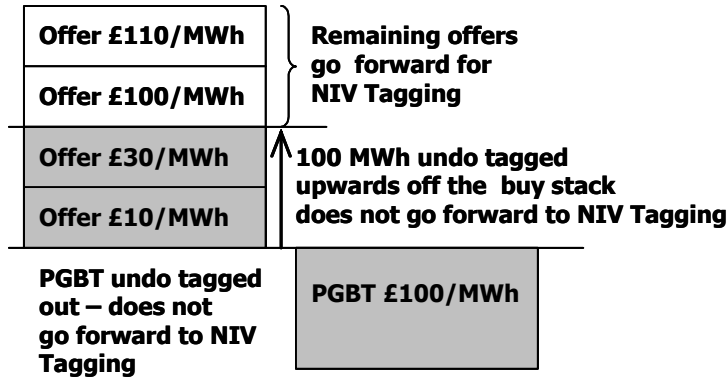 Offer £110/MWh
Offer £100/MWh
Offer £30/MWh
Offer £10/MWh
Remaining offers
go forward for
NIV Tagging
100 MWh undo tagged
upwards off the buy stack
does not go forward to NIV Tagging
PGBT undo tagged
out – does not
go forward to NIV
Tagging
PGBT £100/MWh